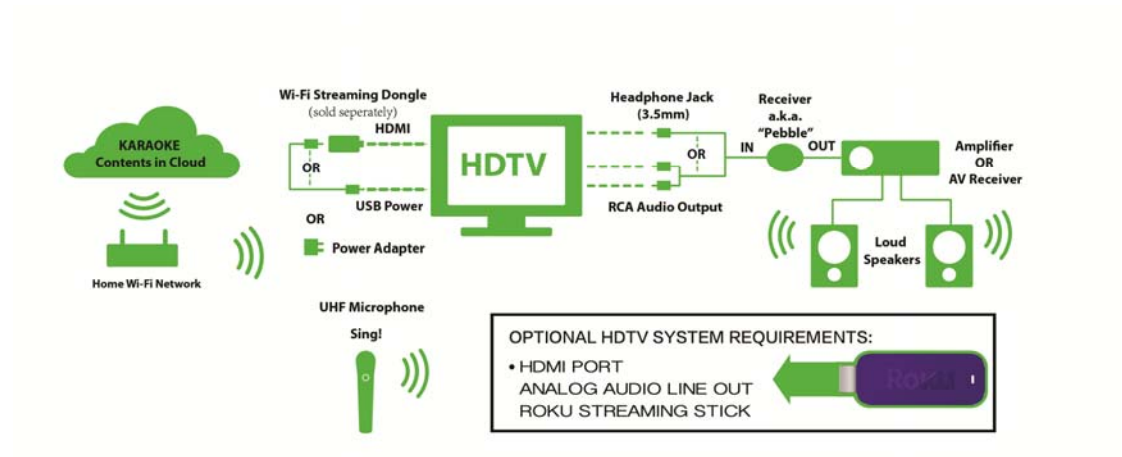 KARAOKE
Contents in Cloud
Home Wi-Fi Network
Wi-Fi Streaming Dongle
(sold seperately)
HDMI
OR
USB Power
OR
Power Adapter
UHF Microphone
Sing!
HDTV
Headphone Jack
(3.5mm)
OR
RCA Audio Output
Receiver
a.k.a.
"Pebble"
IN
OUT
Amplifier
OR
AV Receiver
Loud
Speakers
OPTIONAL HDTV SYSTEM REQUIREMENTS:
• HDMI PORT
ANALOG AUDIO LINE OUT
ROKU STREAMING STICK
Roku